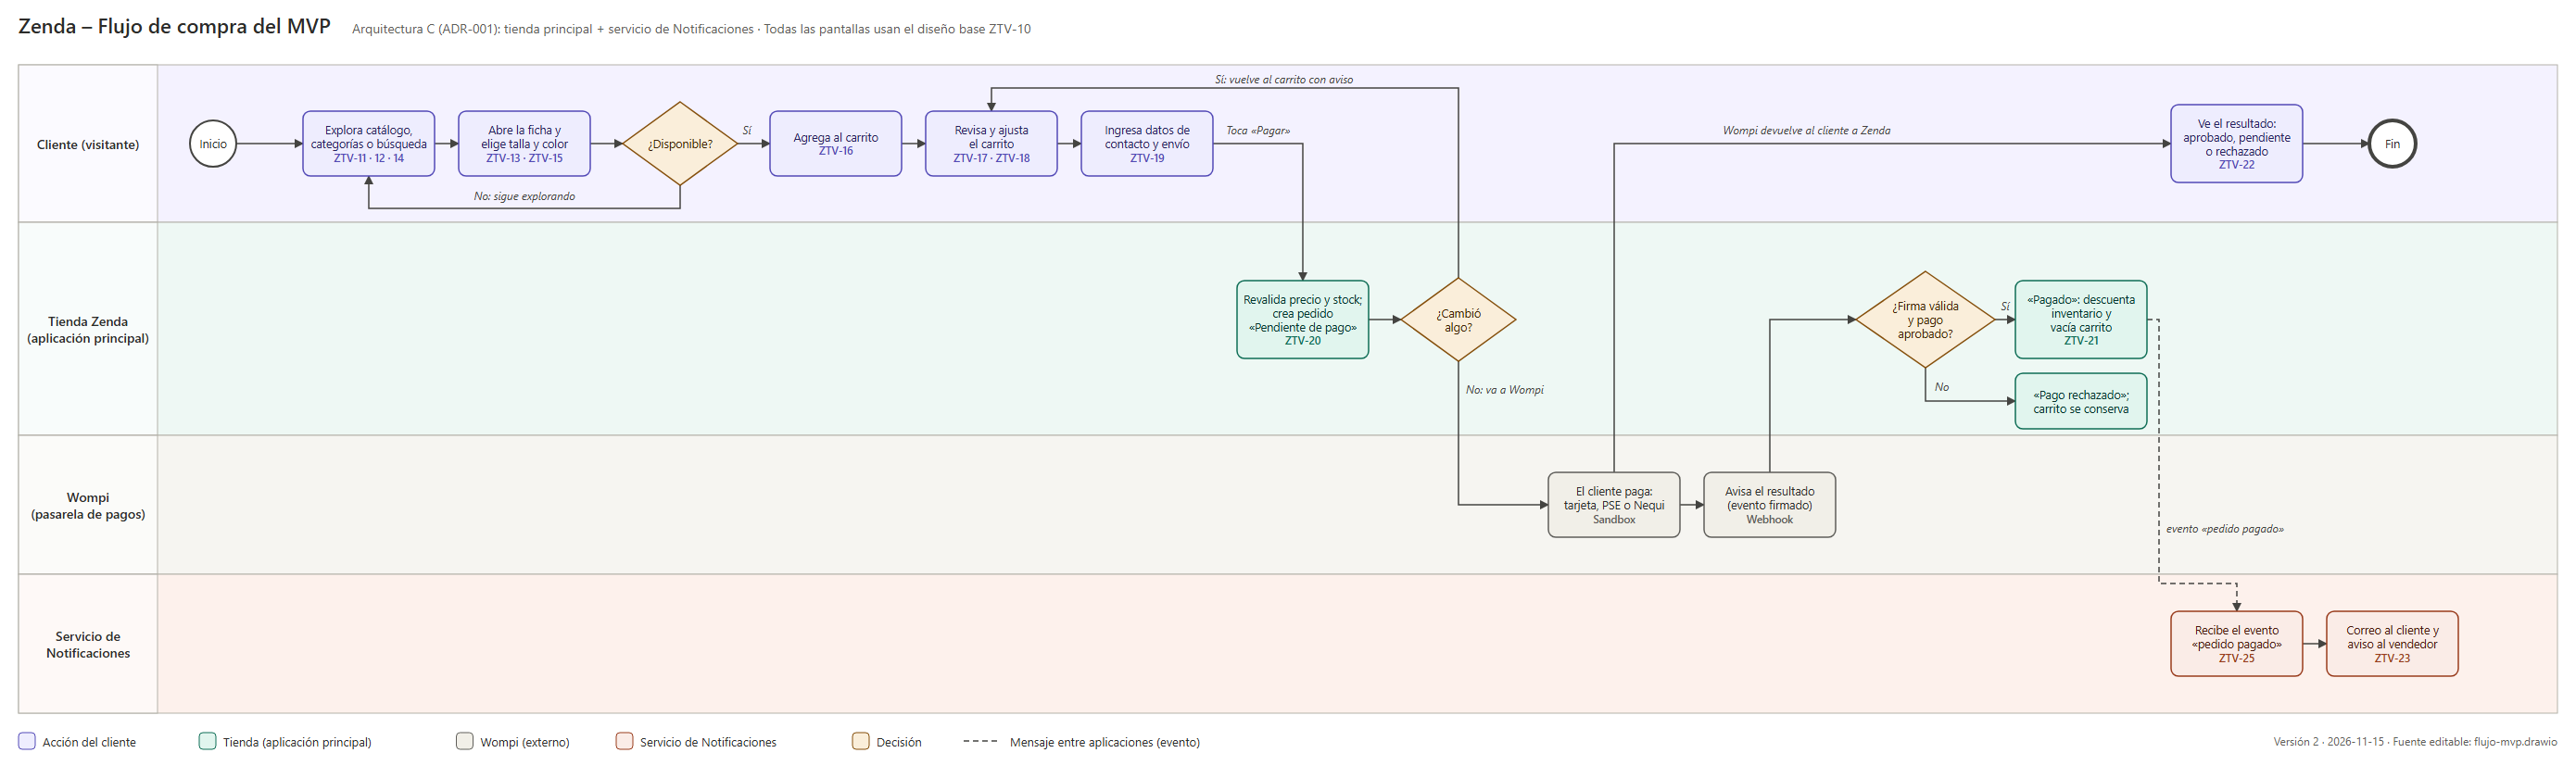 Zenda – Flujo de compra del MVP
Arquitectura C (ADR-001): tienda principal + servicio de Notificaciones · Todas las pantallas usan el diseño base ZTV-10
Cliente (visitante)
Inicio
Explora catálogo,
categorías o búsqueda
ZTV-11 · 12 · 14
Abre la ficha y
elige talla y color
ZTV-13 · ZTV-15
¿Disponible?
Sí
No: sigue explorando
Agrega al carrito
ZTV-16
Revisa y ajusta
el carrito
ZTV-17 · ZTV-18
Ingresa datos de
contacto y envío
ZTV-19
Toca «Pagar»
Sí: vuelve al carrito con aviso
Wompi devuelve al cliente a Zenda
Ve el resultado:
aprobado, pendiente
o rechazado
ZTV-22
Fin
Tienda Zenda
(aplicación principal)
Revalida precio y stock;
crea pedido
«Pendiente de pago»
ZTV-20
¿Cambió
algo?
No: va a Wompi
¿Firma válida
y pago
aprobado?
Sí
«Pagado»: descuenta
inventario y
vacía carrito
ZTV-21
No
«Pago rechazado»;
carrito se conserva
Wompi
(pasarela de pagos)
El cliente paga:
tarjeta, PSE o Nequi
Sandbox
Avisa el resultado
(evento firmado)
Webhook
evento «pedido pagado»
Servicio de
Notificaciones
Recibe el evento
«pedido pagado»
ZTV-25
Correo al cliente y
aviso al vendedor
ZTV-23
Acción del cliente
Tienda (aplicación principal)
Wompi (externo)
Servicio de Notificaciones
Decisión
Mensaje entre aplicaciones (evento)
Versión 2 · 2026-11-15 · Fuente editable: flujo-mvp.drawio